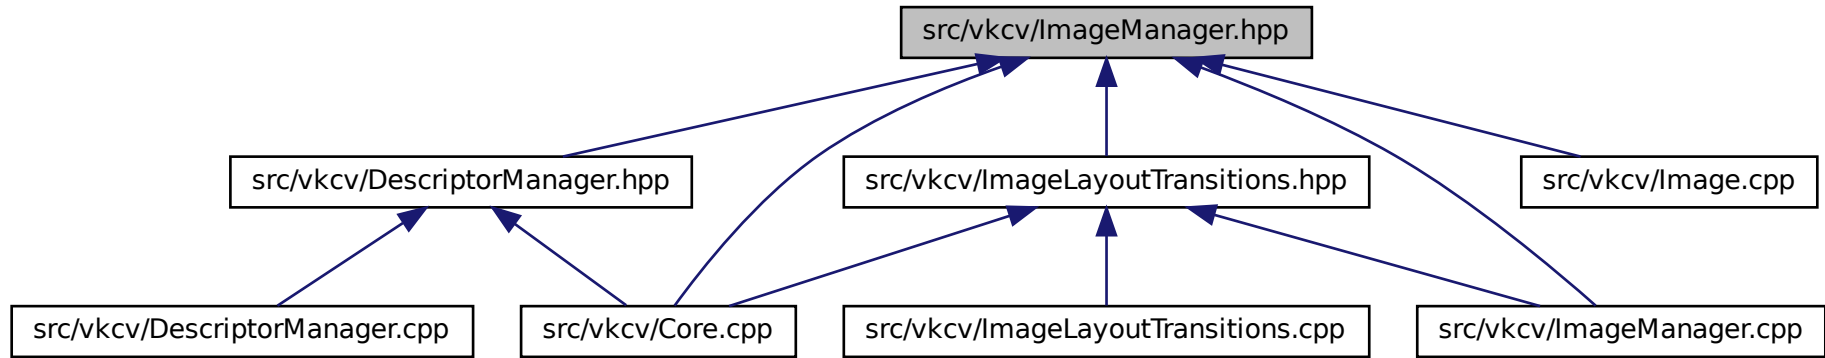 src/vkcv/ImageManager.hpp
src/vkcv/DescriptorManager.hpp
src/vkcv/ImageLayoutTransitions.hpp
src/vkcv/Image.cpp
src/vkcv/DescriptorManager.cpp
src/vkcv/Core.cpp
src/vkcv/ImageLayoutTransitions.cpp
src/vkcv/ImageManager.cpp